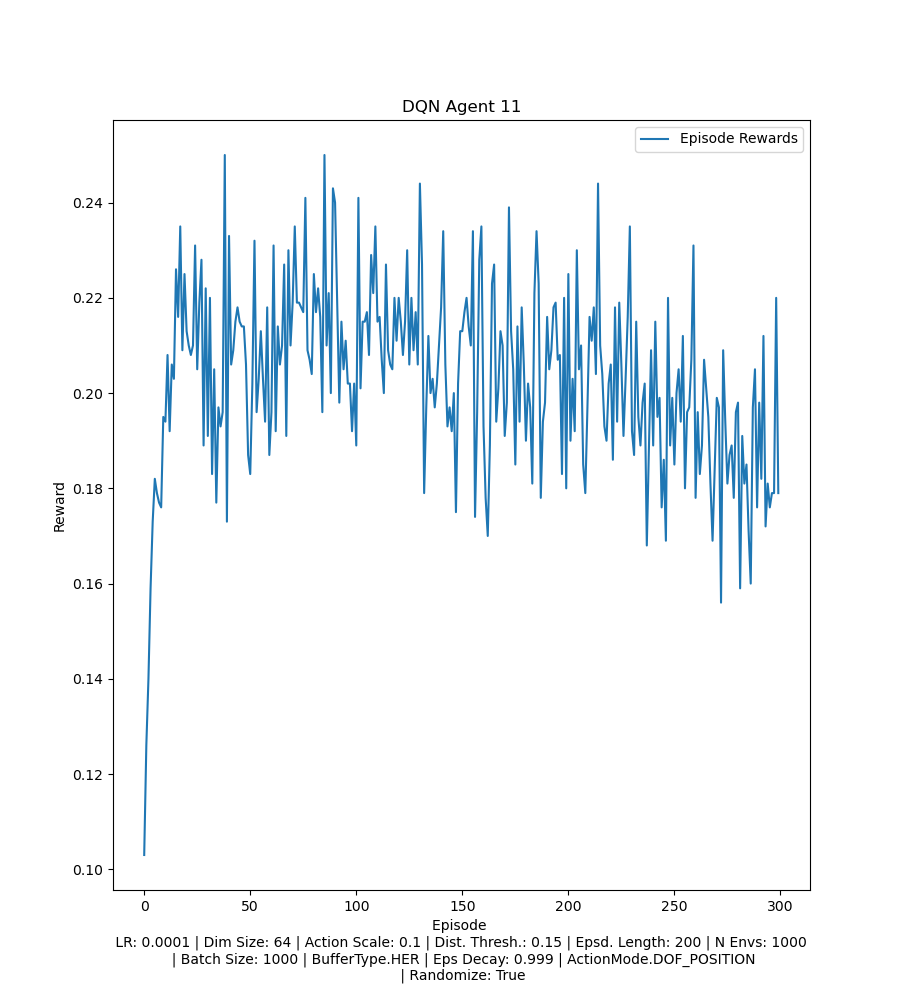 DQN Agent 11
Episode Rewards
0.24
0.22
0.20
0.18
0.16
0.14
0.12
0.10
Reward
0 50 100 150 200 250 300
Episode
LR: 0.0001 | Dim Size: 64 | Action Scale: 0.1 | Dist. Thresh.: 0.15 | Epsd. Length: 200 | N Envs: 1000
| Batch Size: 1000 | BufferType.HER | Eps Decay: 0.999 | ActionMode.DOF_POSITION
| Randomize: True